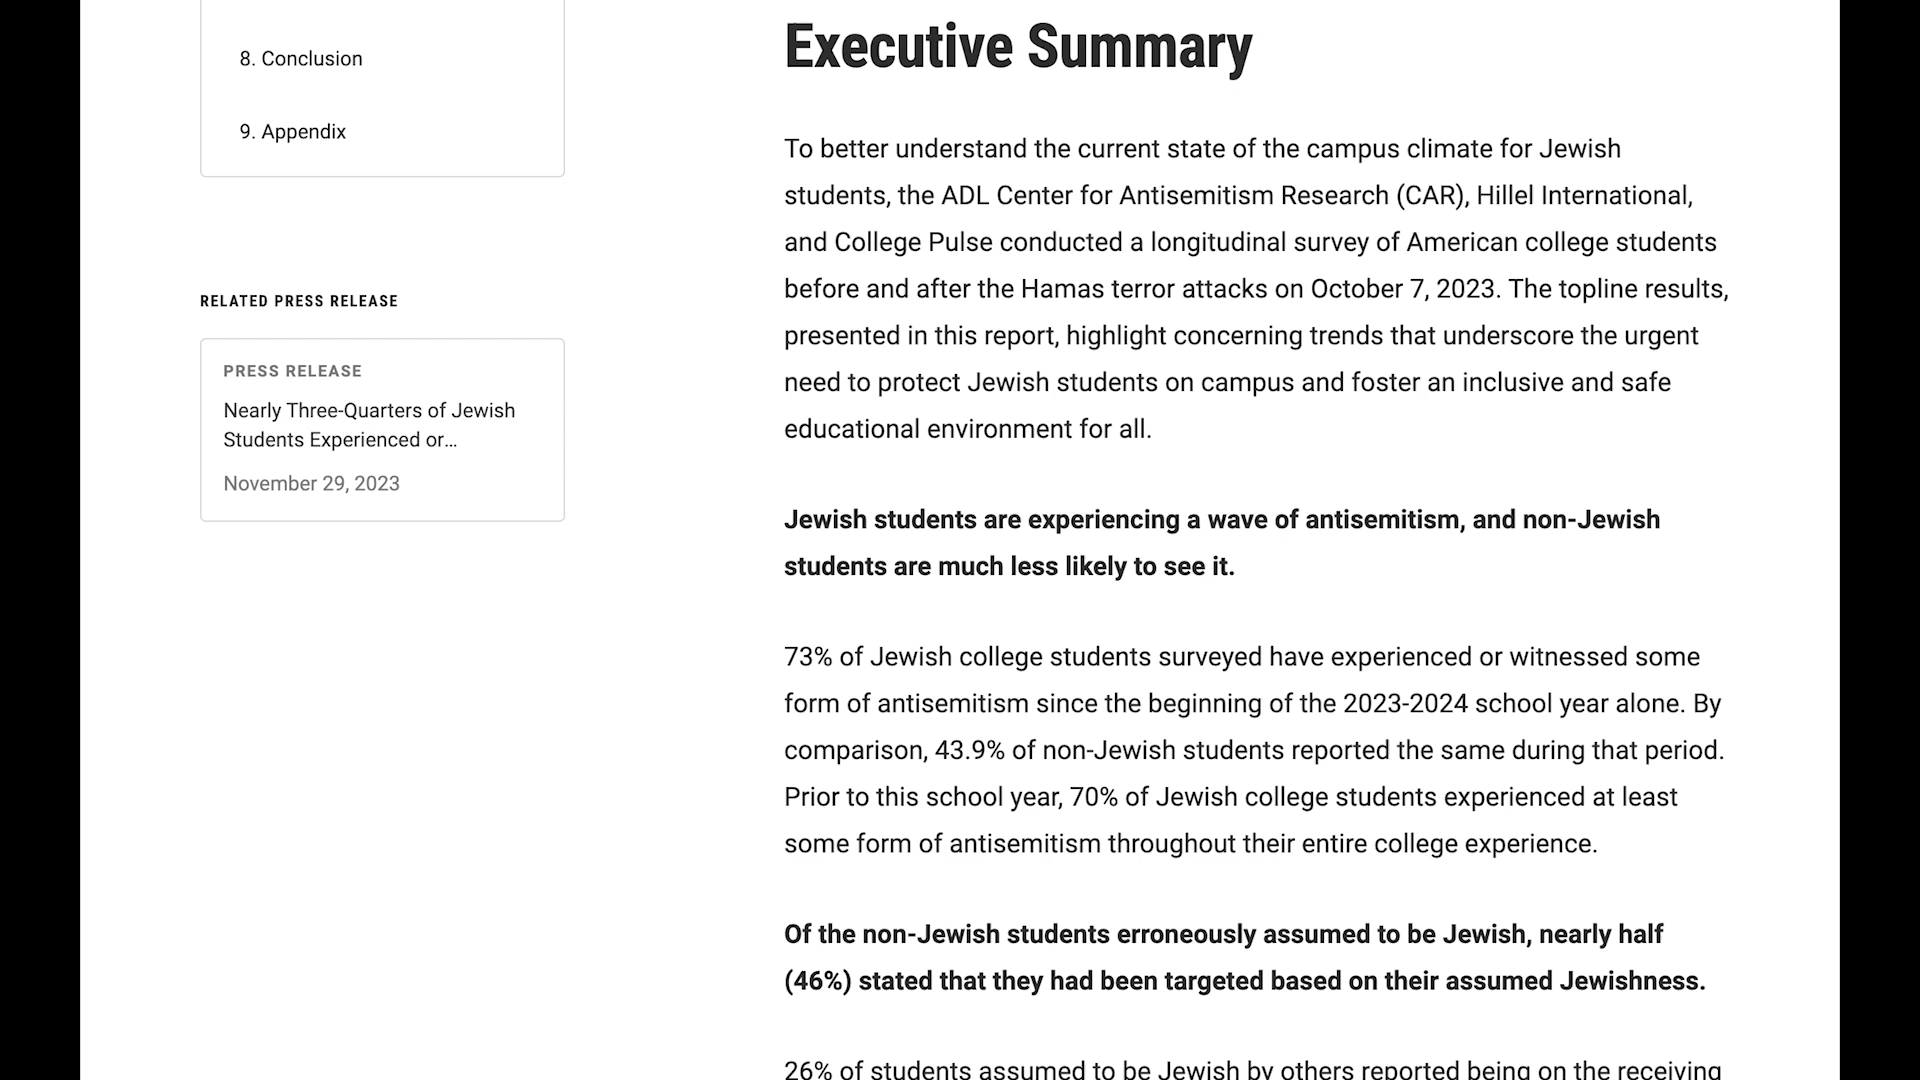 8. Conclusion
9. Appendix
RELATED PRESS RELEASE
PRESS RELEASE
Nearly Three-Quarters of Jewish
Students Experienced or...
November 29, 2023
Executive Summary
To better understand the current state of the campus climate for Jewish
students, the ADL Center for Antisemitism Research (CAR), Hillel International,
and College Pulse conducted a longitudinal survey of American college students
before and after the Hamas terror attacks on October 7, 2023. The topline results,
presented in this report, highlight concerning trends that underscore the urgent
need to protect Jewish students on campus and foster an inclusive and safe
educational environment for all.
Jewish students are experiencing a wave of antisemitism, and non-Jewish
students are much less likely to see it.
73% of Jewish college students surveyed have experienced or witnessed some
form of antisemitism since the beginning of the 2023-2024 school year alone. By
comparison, 43.9% of non-Jewish students reported the same during that period.
Prior to this school year, 70% of Jewish college students experienced at least
some form of antisemitism throughout their entire college experience.
Of the non-Jewish students erroneously assumed to be Jewish, nearly half
(46%) stated that they had been targeted based on their assumed Jewishness.
26% of students assumed to be Jewish by others reported being on the receiving